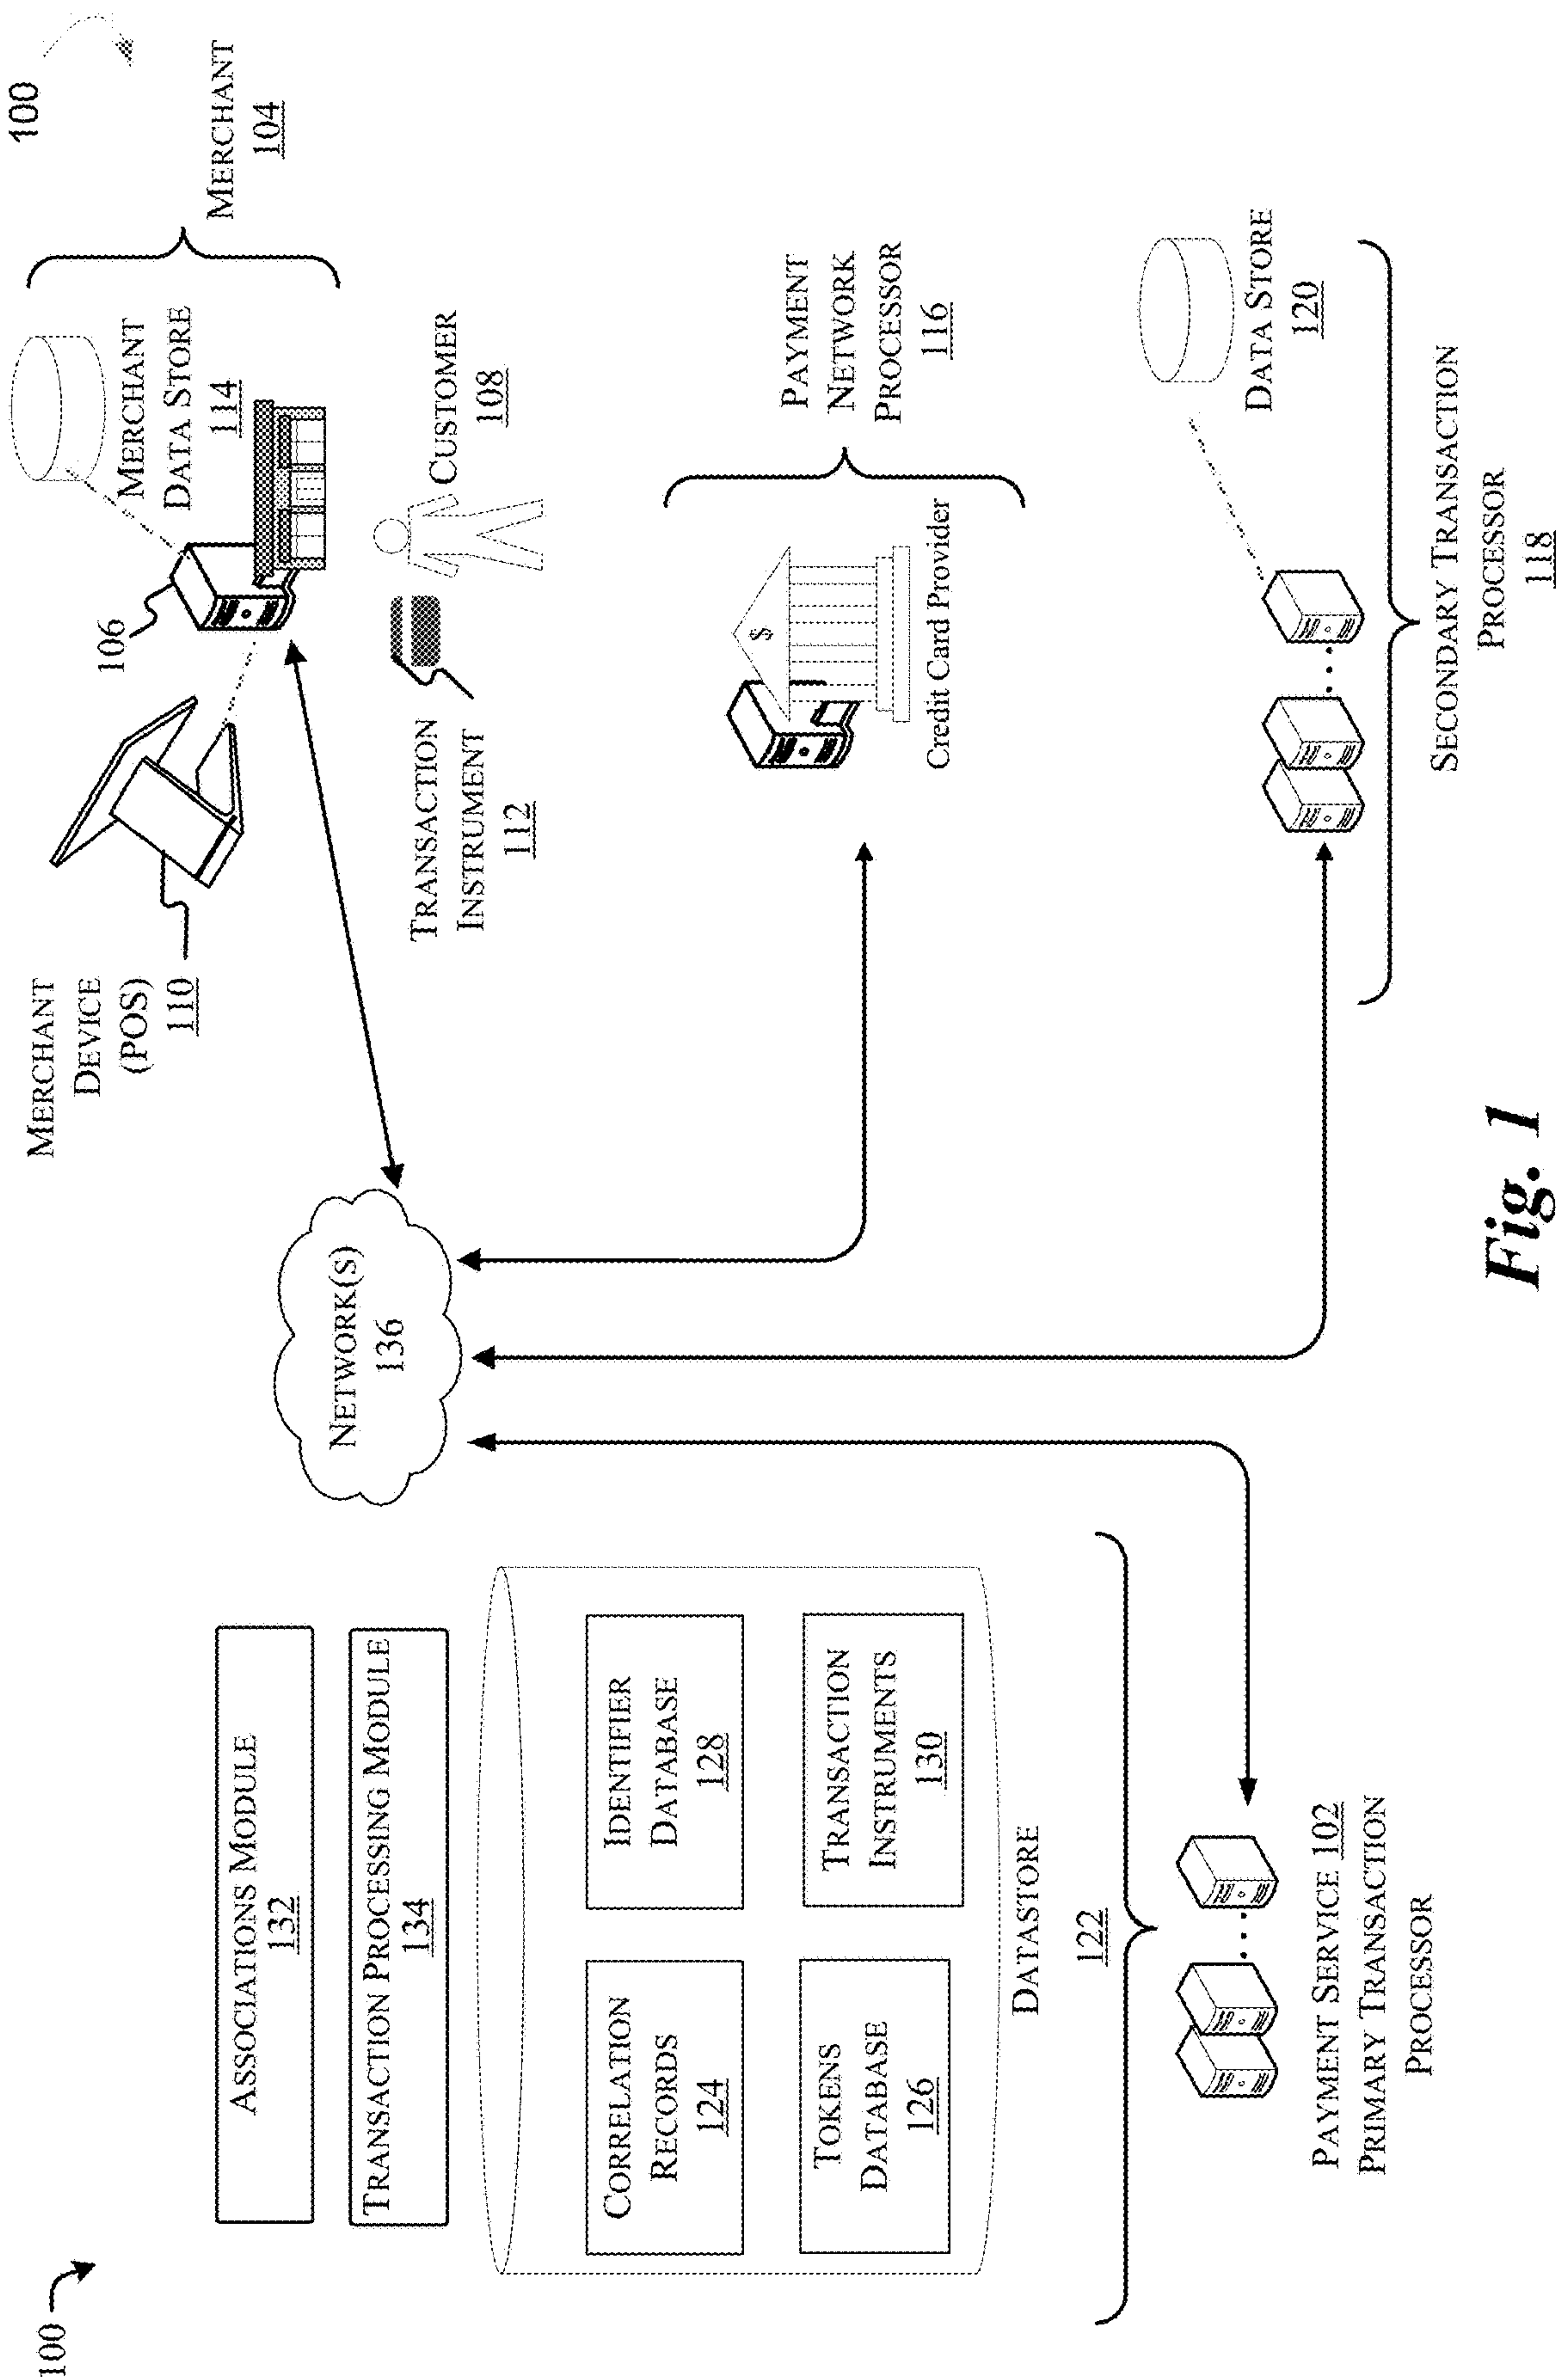 100
100
ASSOCIATIONS MODULE
132
TRANSACTION PROCESSING MODULE
134
CORRELATION
RECORDS
124
IDENTIFIER
DATABASE
128
TOKENS
DATABASE
126
TRANSACTION
INSTRUMENTS
130
DATASTORE
122
PAYMENT SERVICE 102
PRIMARY TRANSACTION
PROCESSOR
NETWORK(S)
136
MERCHANT
DEVICE
(POS)
110
106
MERCHANT
DATA STORE
114
MERCHANT
104
TRANSACTION
INSTRUMENT
112
CUSTOMER
108
$
Credit Card Provider
PAYMENT
NETWORK
PROCESSOR
116
DATA STORE
120
SECONDARY TRANSACTION
PROCESSOR
118
Fig. 1